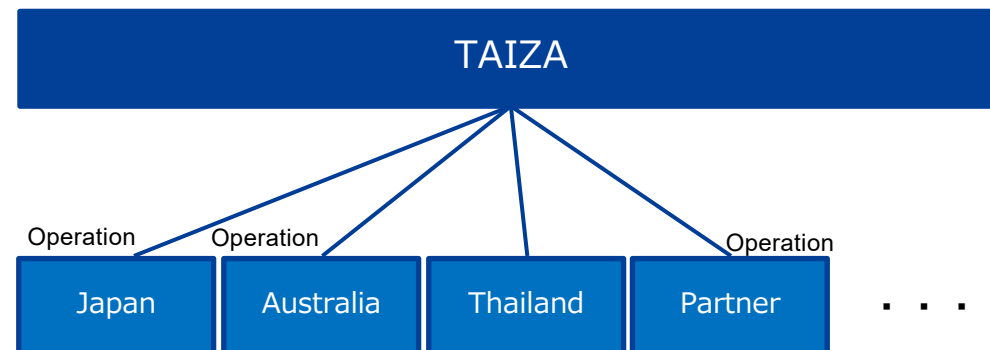 TAIZA
Operation
Operation
Operation
Japan
Australia
Thailand
Partner
. . .